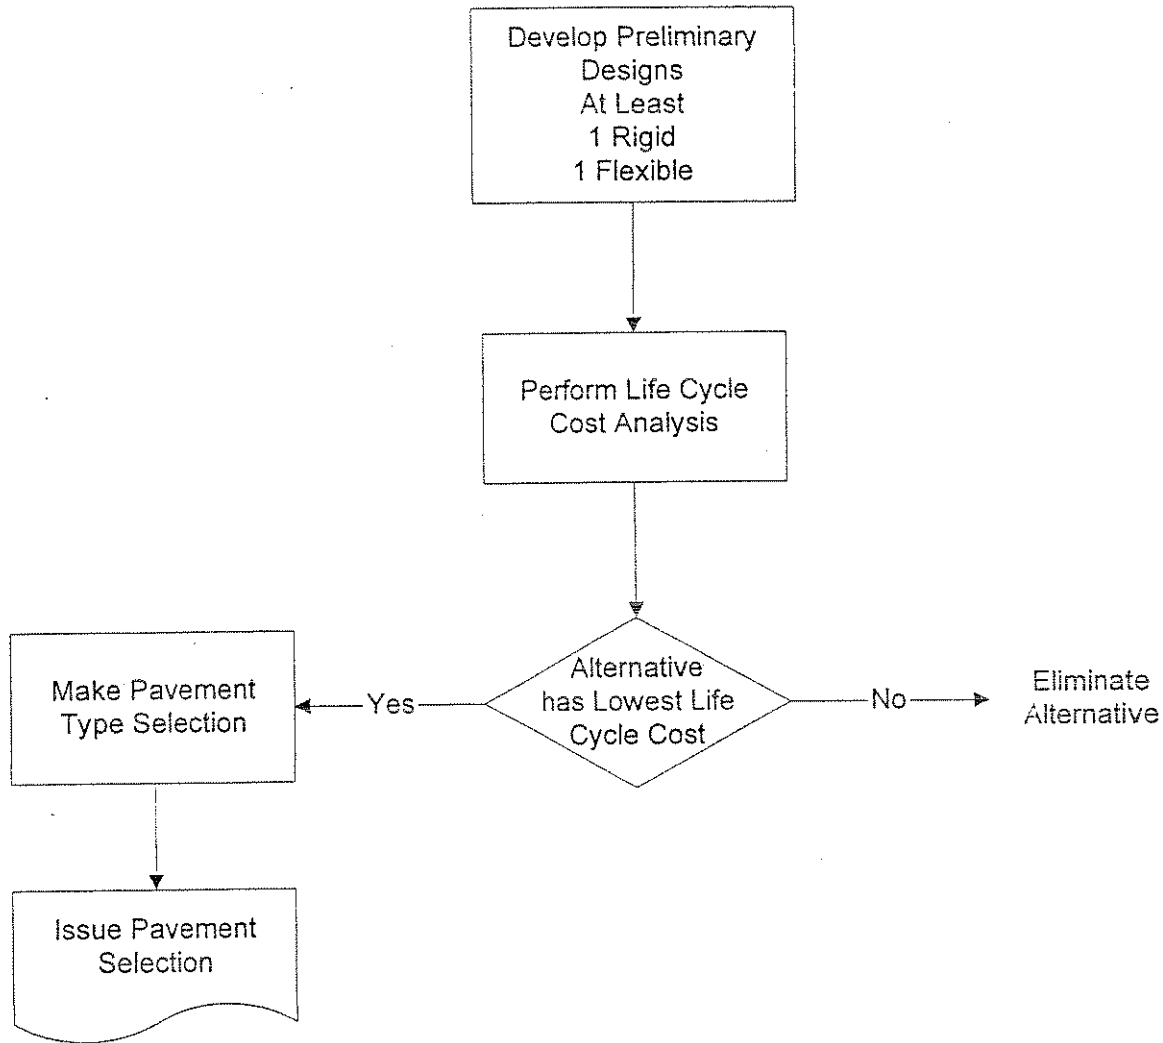 Develop Preliminary
Designs
At Least
1 Rigid
1 Flexible
Perform Life Cycle
Cost Analysis
Alternative
has Lowest Life
Cycle Cost
Yes
No
Make Pavement
Type Selection
Eliminate
Alternative
Issue Pavement
Selection